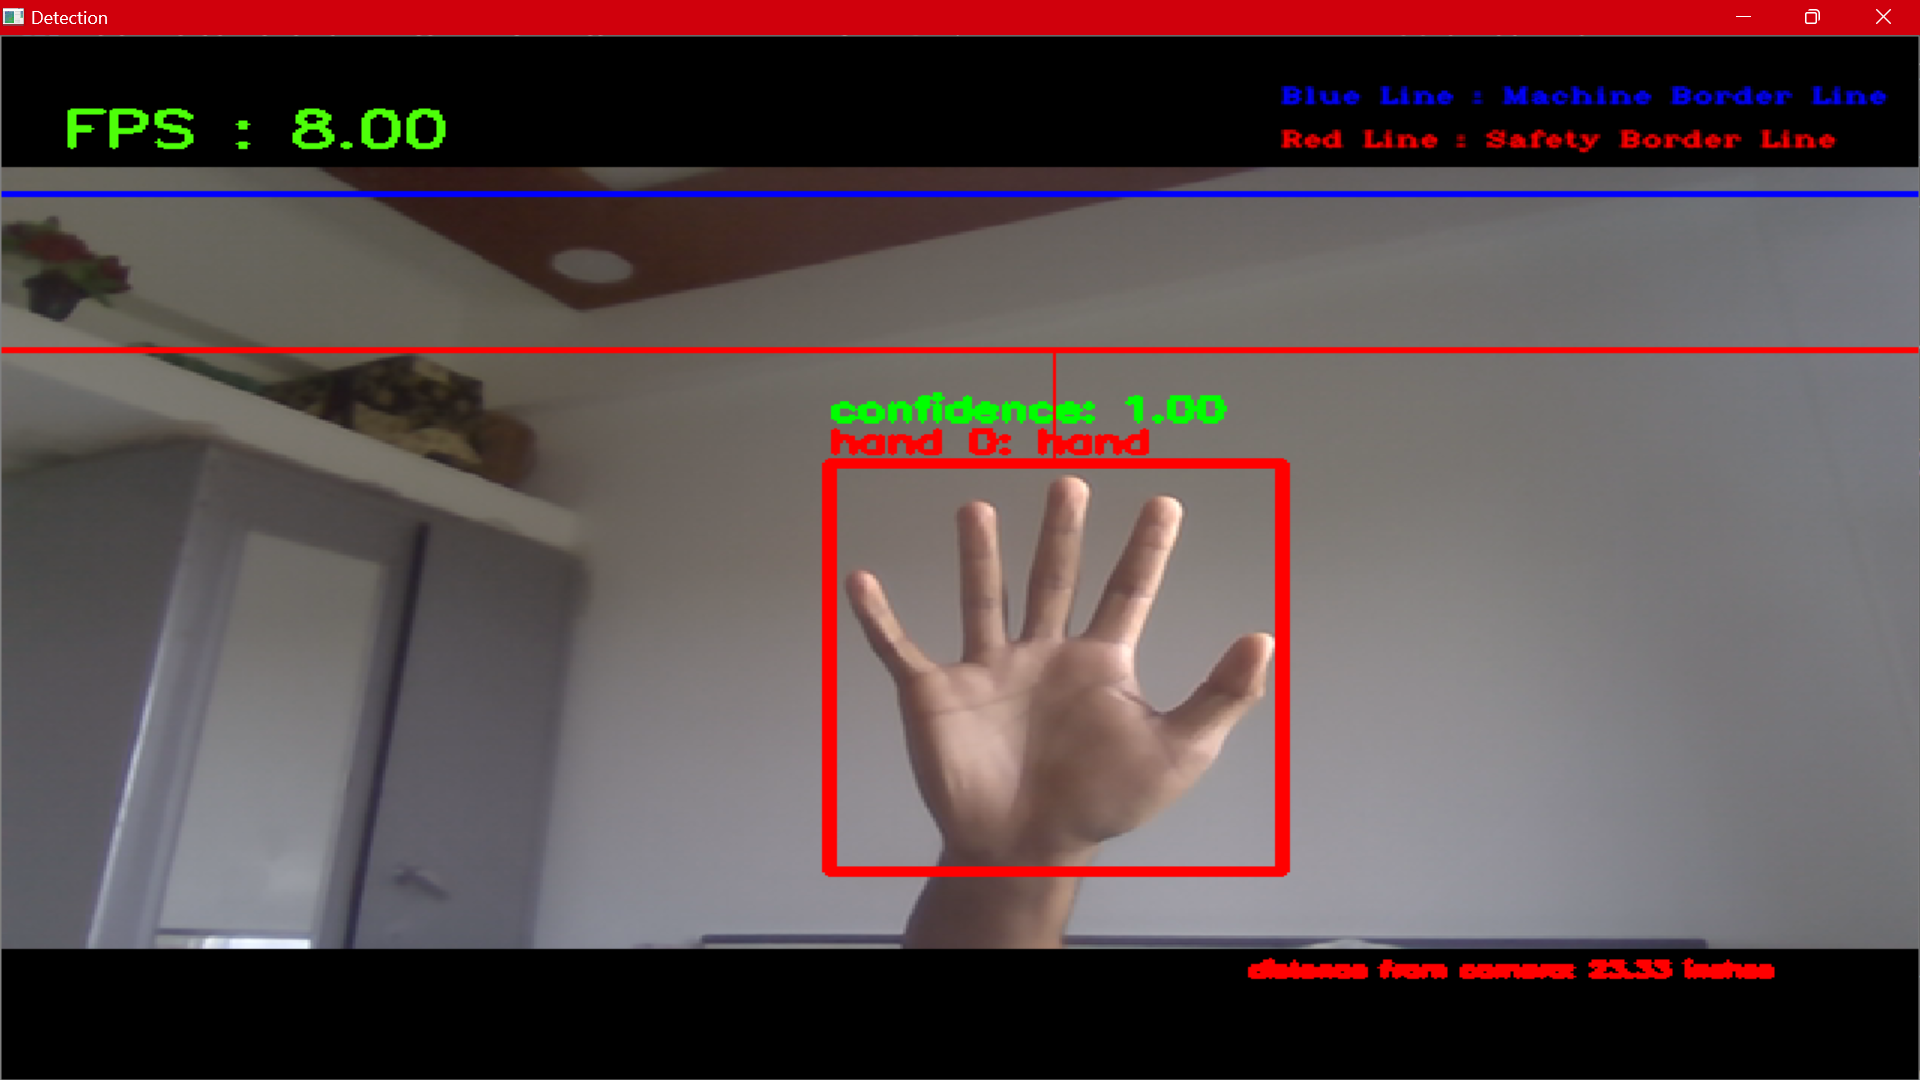 Detection
FPS : 8.00
Blue Line : Machine Border Line
Red Line : Safety Border Line
confidence: 1.00
hand 0: hand
distance from camera: 23.33 inches